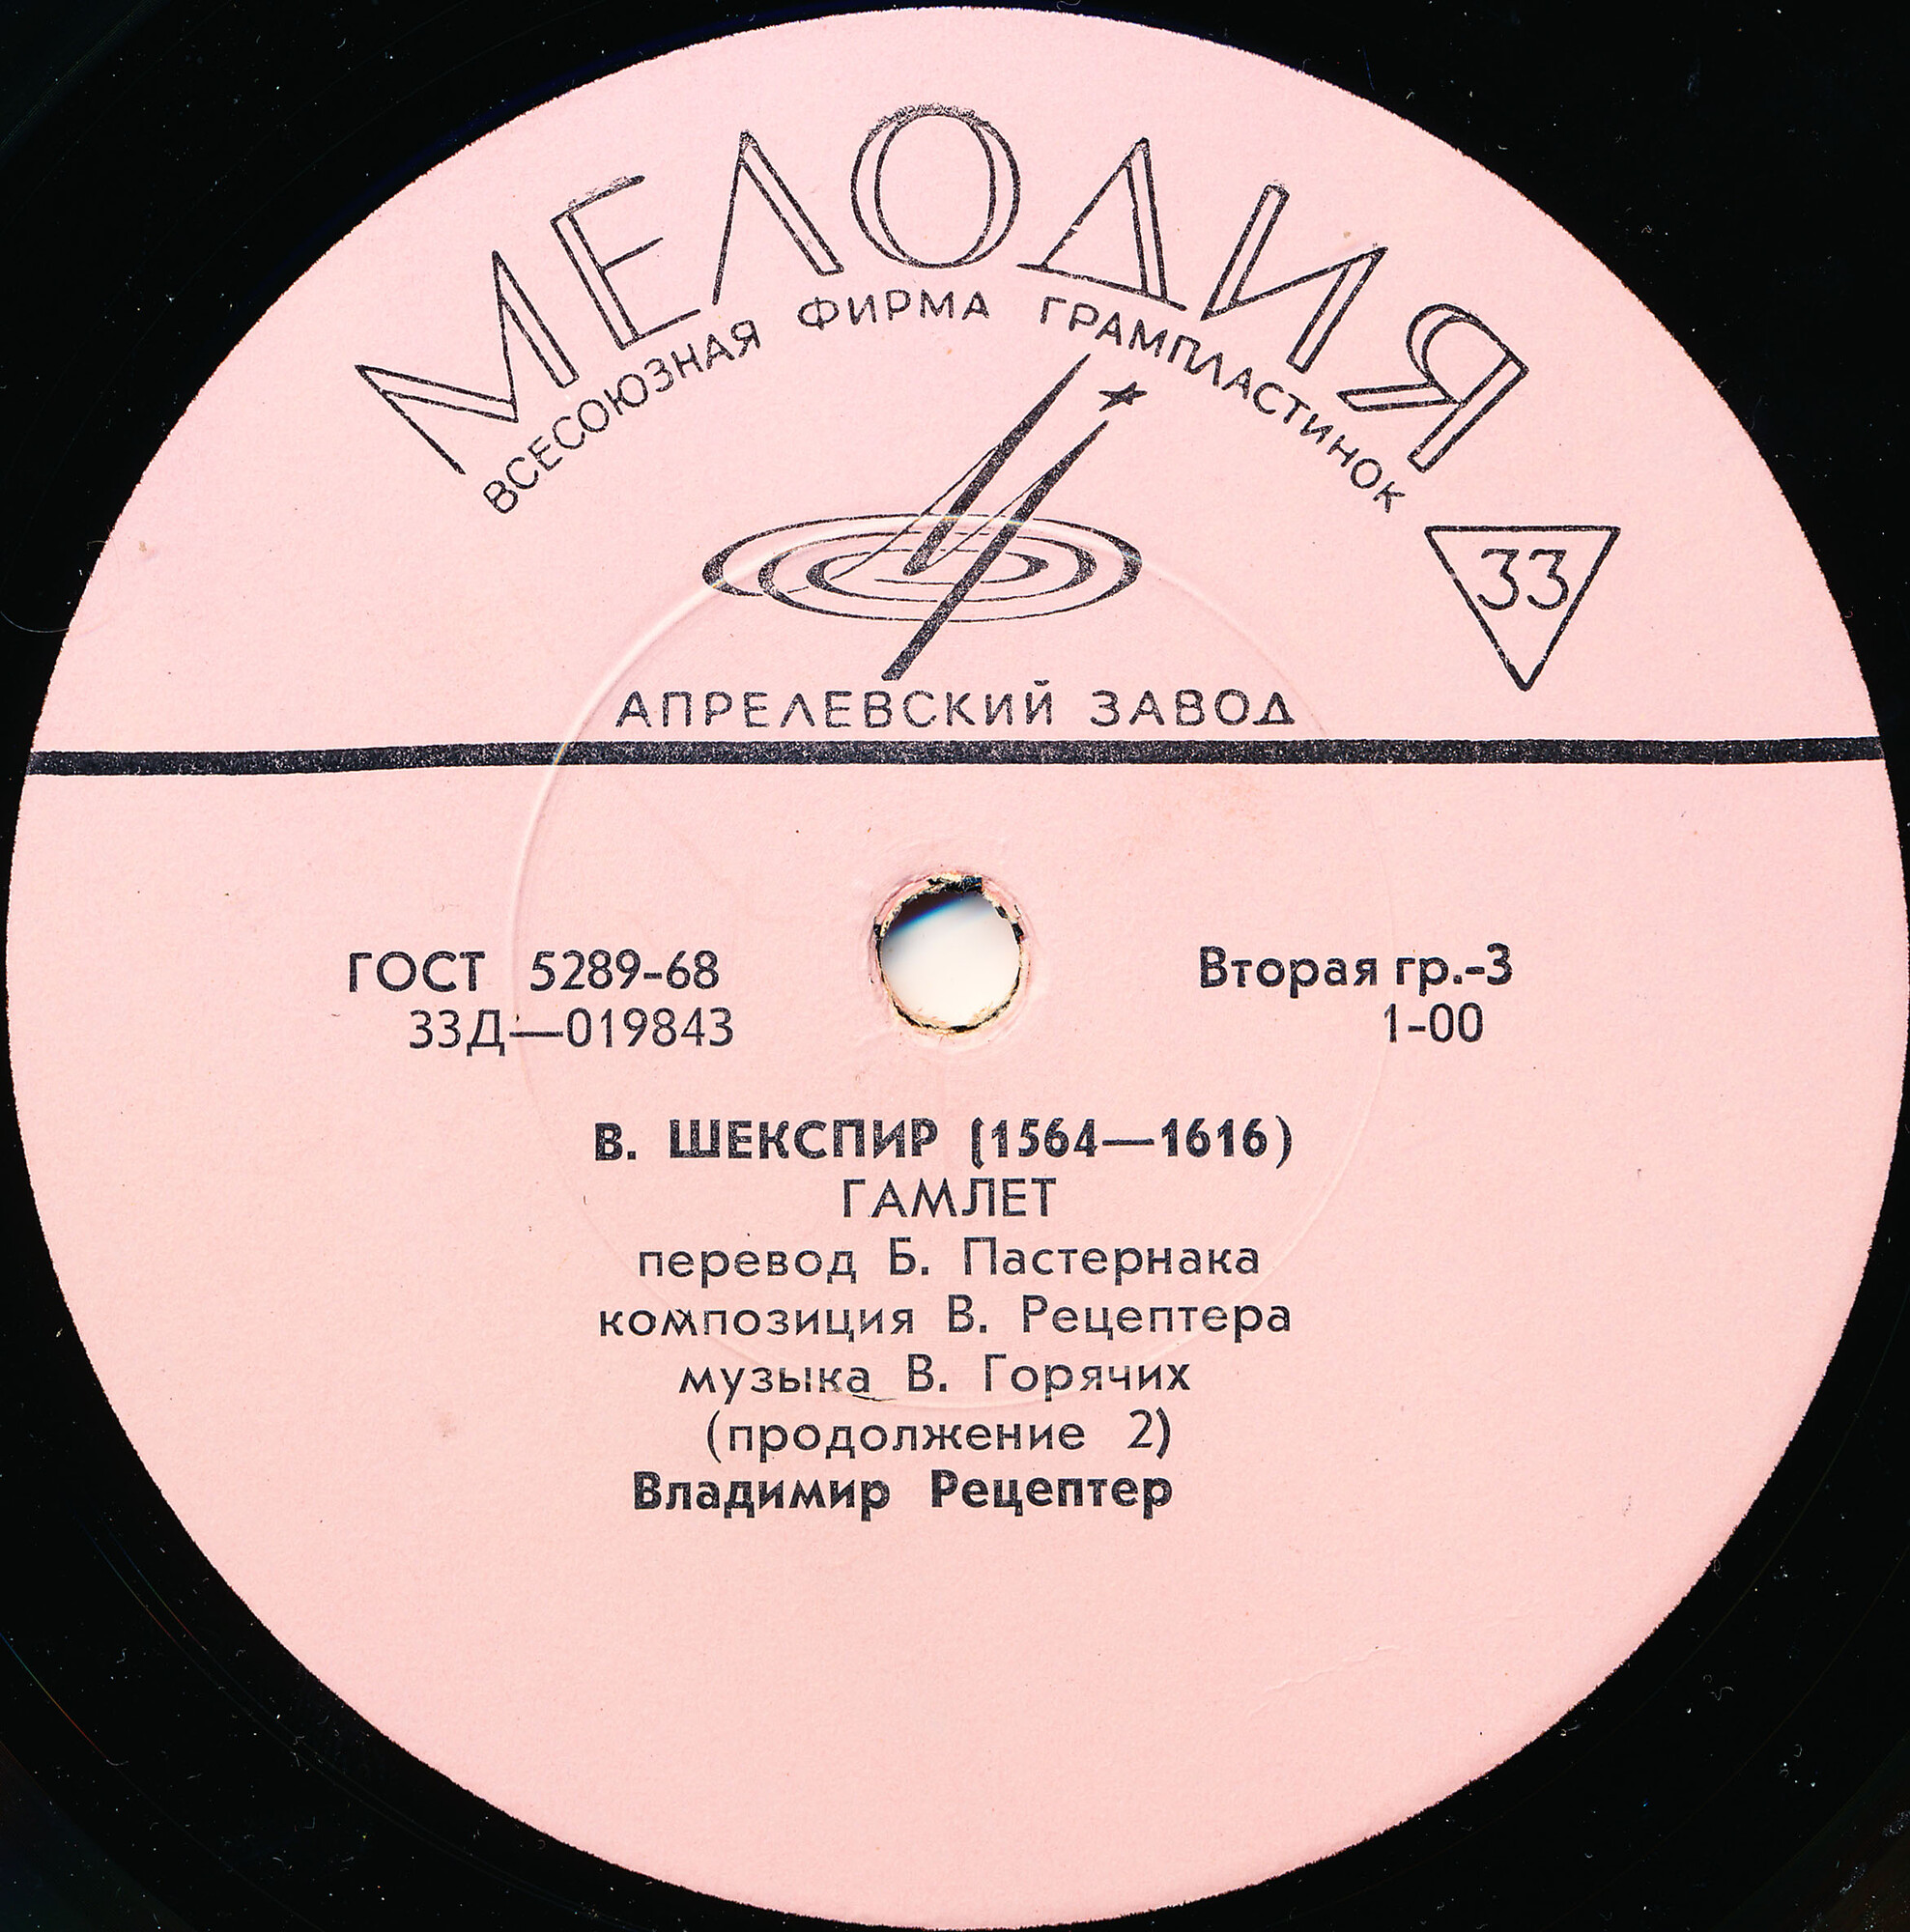 МЕЛОДИЯ
ВСЕСОЮЗНАЯ ФИРМА ГРАМПЛАСТИНОК
33
АПРЕЛЕВСКИЙ ЗАВОД
ГОСТ 5289-68
33Д—019843
Вторая гр.-3
1-00
В. ШЕКСПИР (1564—1616)
ГАМЛЕТ
перевод Б. Пастернака
композиция В. Рецептера
музыка В. Горячих
(продолжение 2)
Владимир Рецептер